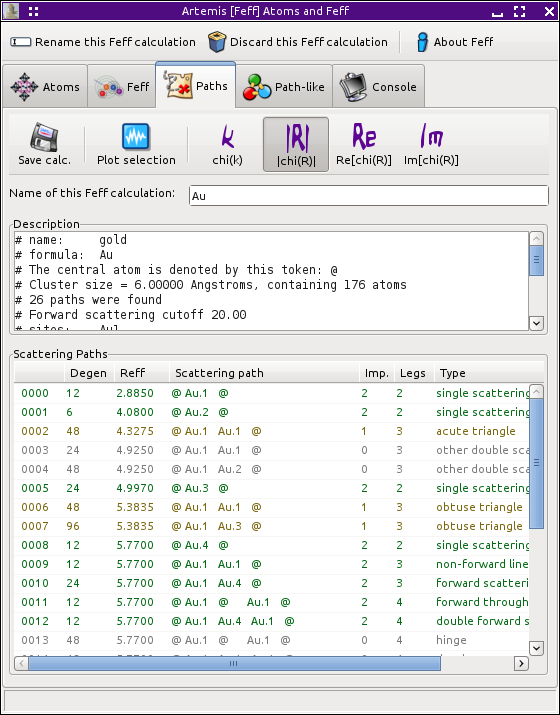 Artemis [Feff] Atoms and Feff
Rename this Feff calculation Discard this Feff calculation About Feff
Atoms Feff Paths Path-like Console
k |R| Re Im
Save calc. Plot selection chi(k) |chi(R)| Re[chi(R)] Im[chi(R)]
Name of this Feff calculation: Au
Description
# name: gold
# formula: Au
# The central atom is denoted by this token: @
# Cluster size = 6.00000 Angstroms, containing 176 atoms
# 26 paths were found
# Forward scattering cutoff 20.00
# sites: Au1
Scattering Paths
Degen Reff Scattering path Imp. Legs Type
0000 12 2.8850 @ Au.1 @ 2 2 single scattering
0001 6 4.0800 @ Au.2 @ 2 2 single scattering
0002 48 4.3275 @ Au.1 Au.1 @ 1 3 acute triangle
0003 24 4.9250 @ Au.1 Au.1 @ 0 3 other double sca
0004 48 4.9250 @ Au.1 Au.2 @ 0 3 other double sca
0005 24 4.9970 @ Au.3 @ 2 2 single scattering
0006 48 5.3835 @ Au.1 Au.1 @ 1 3 obtuse triangle
0007 96 5.3835 @ Au.1 Au.3 @ 1 3 obtuse triangle
0008 12 5.7700 @ Au.4 @ 2 2 single scattering
0009 12 5.7700 @ Au.1 Au.1 @ 2 3 non-forward line
0010 24 5.7700 @ Au.1 Au.4 @ 2 3 forward scatteri
0011 12 5.7700 @ Au.1 @ Au.1 @ 2 4 forward through
0012 12 5.7700 @ Au.1 Au.4 Au.1 @ 2 4 double forward s
0013 48 5.7700 @ Au.1 @ Au.1 @ 0 4 hinge